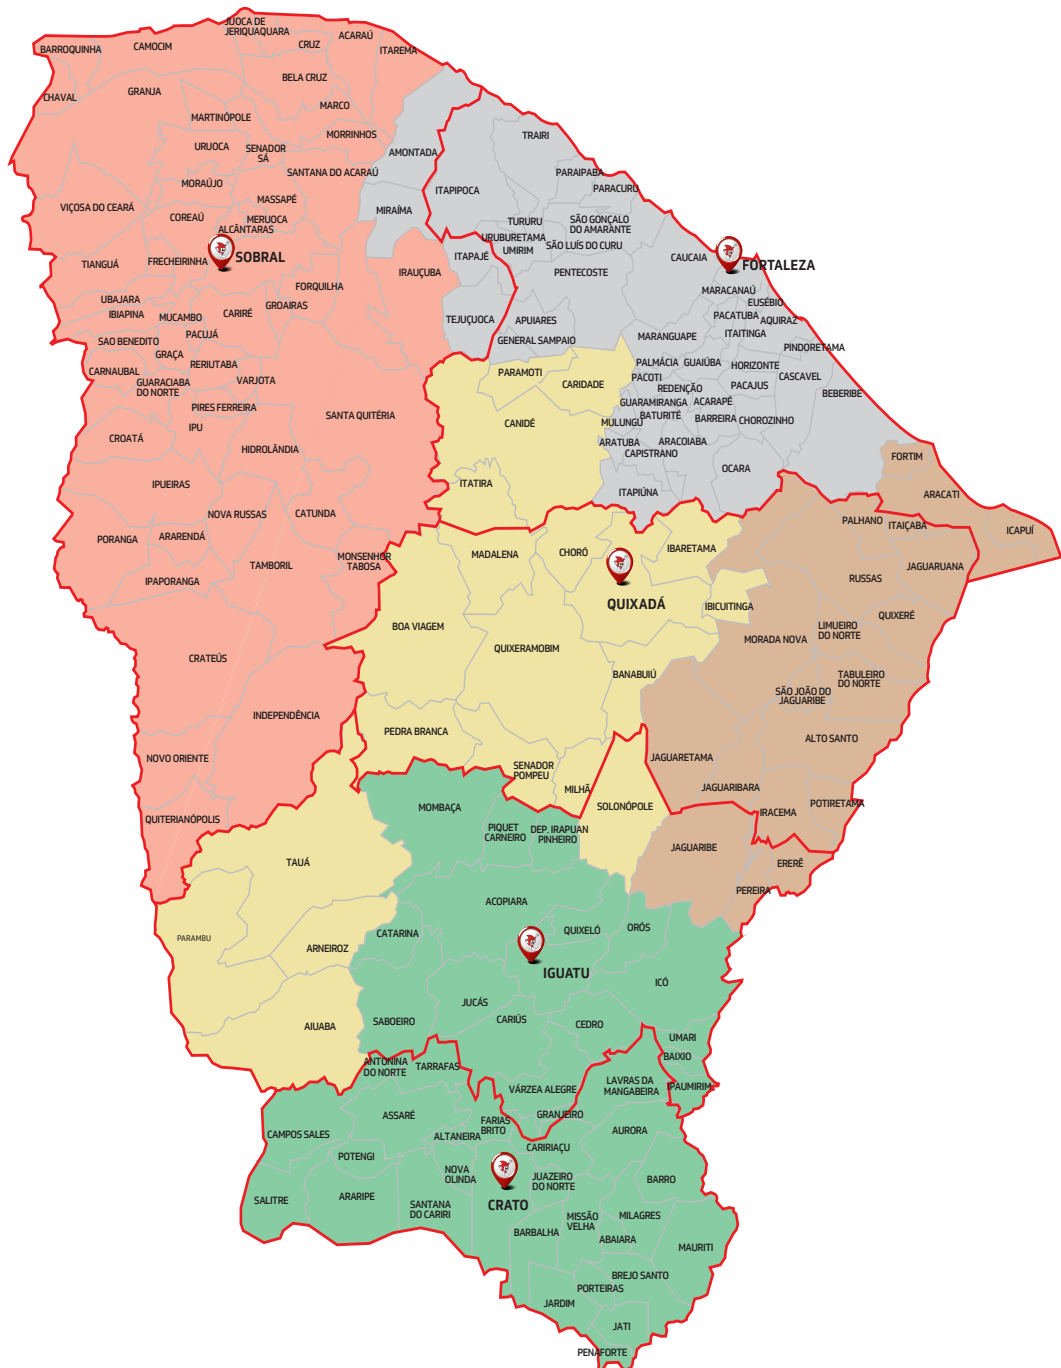 JIJOCA DE
JERIQUAQUARA
ACARAÚ
CRUZ
BARROQUINHA
CAMOCIM
ITAREMA
BELA CRUZ
CHAVAL
GRANJA
MARCO
MARTINÓPOLE
MORRINHOS
TRAIRI
URUOCA
SENADOR
SÁ
AMONTADA
SANTANA DO ACARAÚ
PARAIPABA
MORAÚJO
ITAPIPOCA
PARACURU
MASSAPÉ
VIÇOSA DO CEARÁ
MIRAÍMA
COREAÚ
MERUOCA
ALCÂNTARAS
TURURU
SÃO GONÇALO
DO AMARANTE
URUBURETAMA
UMIRIM
SÃO LUÍS DO CURU
TIANGUÁ
FRECHEIRINHA
SOBRAL
ITAPAJÉ
CAUCAIA
FORTALEZA
IRAUÇUBA
PENTECOSTE
FORQUILHA
MARACANAÚ
UBAJARA
IBIAPINA
MUCAMBO
CARIRÉ
GROAIRAS
EUSÉBIO
TEJUÇUOCA
APUIARES
PACATUBA
AQUIRAZ
ITAITINGA
SAO BENEDITO
PACUJÁ
GENERAL SAMPAIO
MARANGUAPE
PINDORETAMA
GRAÇA
RERIUTABA
CARNAUBAL
PARAMOTI
PALMÁCIA
GUAIÚBA
HORIZONTE
GUARACIABA
DO NORTE
VARJOTA
CARIDADE
PACOTI
CASCAVEL
REDENÇÃO
PACAJUS
BEBERIBE
PIRES FERREIRA
GUARAMIRANGA
ACARAPÉ
SANTA QUITÉRIA
CANIDÉ
MULUNGU
BATURITÉ
BARREIRA
CHOROZINHO
IPU
CROATÁ
ARATUBA
ARACOIABA
HIDROLÂNDIA
CAPISTRANO
FORTIM
OCARA
IPUEIRAS
ITATIRA
ITAPIÚNA
ARACATI
NOVA RUSSAS
CATUNDA
PALHANO
ITAIÇABA
ICAPUÍ
PORANGA
ARARENDÁ
MADALENA
CHORÓ
IBARETAMA
MONSENHOR
TABOSA
TAMBORIL
JAGUARUANA
IPAPORANGA
RUSSAS
QUIXADÁ
IBICUITINGA
QUIXERÉ
BOA VIAGEM
LIMUEIRO
DO NORTE
MORADA NOVA
QUIXERAMOBIM
CRATEÚS
BANABUIÚ
TABULEIRO
DO NORTE
SÃO JOÃO DO
JAGUARIBE
INDEPENDÊNCIA
PEDRA BRANCA
ALTO SANTO
NOVO ORIENTE
JAGUARETAMA
SENADOR
POMPEU
MILHÃ
JAGUARIBARA
MOMBAÇA
SOLONÓPOLE
POTIRETAMA
IRACEMA
QUITERIANÓPOLIS
PIQUET
CARNEIRO
DEP. IRAPUAN
PINHEIRO
JAGUARIBE
TAUÁ
ERERÊ
PEREIRA
ACOPIARA
CATARINA
QUIXELÓ
ORÓS
PARAMBU
ARNEIROZ
IGUATU
ICÓ
JUCÁS
SABOEIRO
CARIÚS
CEDRO
AIUABA
UMARI
BAIXIO
ANTONINA
DO NORTE
TARRAFAS
VÁRZEA ALEGRE
LAVRAS DA
MANGABEIRA
IPAUMIRIM
ASSARÉ
GRANJEIRO
FARIAS
BRITO
CAMPOS SALES
ALTANEIRA
AURORA
CARIRIAÇU
POTENGI
NOVA
OLINDA
JUAZEIRO
DO NORTE
BARRO
SALITRE
ARARIPE
SANTANA
DO CARIRI
CRATO
MISSÃO
VELHA
MILAGRES
BARBALHA
ABAIARA
MAURITI
BREJO SANTO
PORTEIRAS
JARDIM
JATI
PENAFORTE